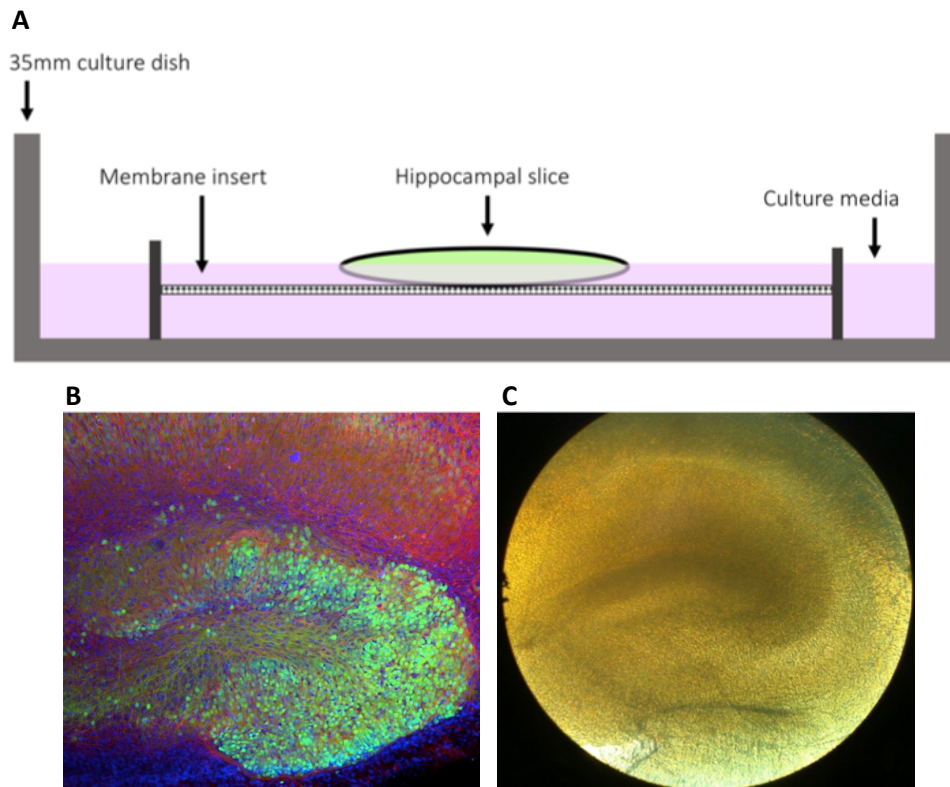 A
35mm culture dish
Membrane insert
Hippocampal slice
Culture media
B
C